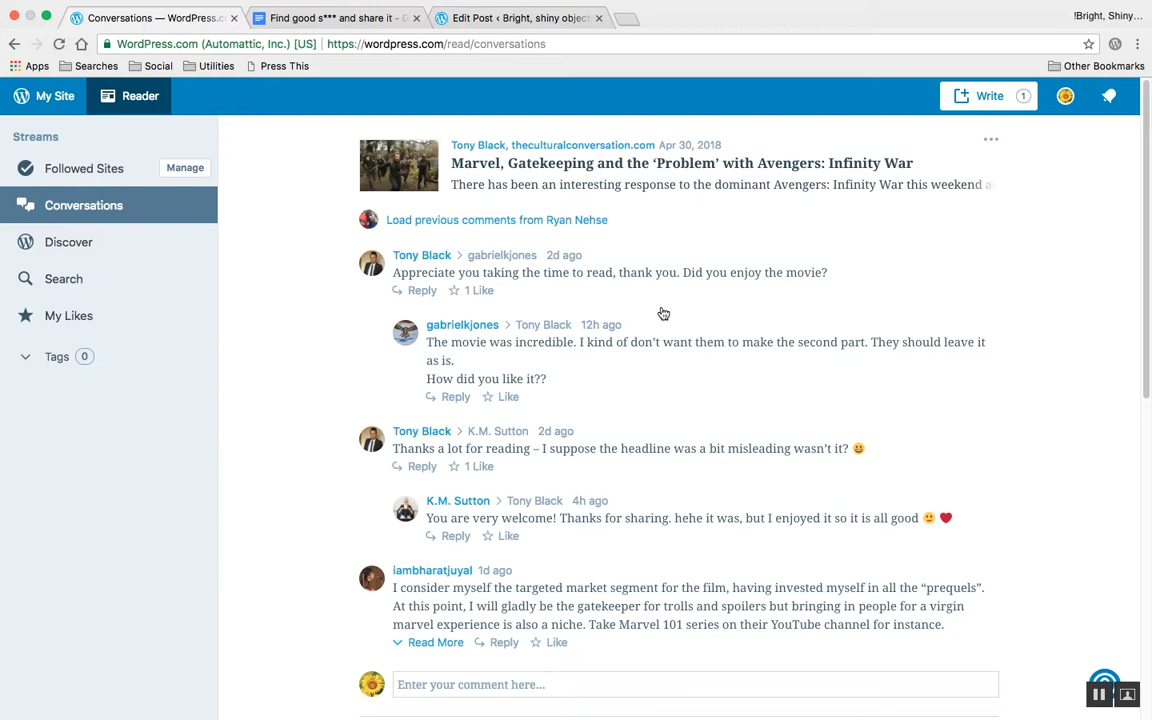 Conversations — WordPress.c
Find good s*** and share it - G
Edit Post ‹ Bright, shiny objec
!Bright, Shiny…
WordPress.com (Automattic, Inc.) [US] | https://wordpress.com/read/conversations
Apps Searches Social Utilities Press This Other Bookmarks
My Site Reader Write 1
Streams
Followed Sites Manage
Conversations
Discover
Search
My Likes
Tags 0
Tony Black, theculturalconversation.com Apr 30, 2018
Marvel, Gatekeeping and the ‘Problem’ with Avengers: Infinity War
There has been an interesting response to the dominant Avengers: Infinity War this weekend a
Load previous comments from Ryan Nehse
Tony Black > gabrielkjones 2d ago
Appreciate you taking the time to read, thank you. Did you enjoy the movie?
Reply 1 Like
gabrielkjones > Tony Black 12h ago
The movie was incredible. I kind of don’t want them to make the second part. They should leave it
as is.
How did you like it??
Reply Like
Tony Black > K.M. Sutton 2d ago
Thanks a lot for reading – I suppose the headline was a bit misleading wasn’t it? 😀
Reply 1 Like
K.M. Sutton > Tony Black 4h ago
You are very welcome! Thanks for sharing. hehe it was, but I enjoyed it so it is all good 🙂 ❤️
Reply Like
iambharatjuyal 1d ago
I consider myself the targeted market segment for the film, having invested myself in all the “prequels”.
At this point, I will gladly be the gatekeeper for trolls and spoilers but bringing in people for a virgin
marvel experience is also a niche. Take Marvel 101 series on their YouTube channel for instance.
Read More Reply Like
Enter your comment here...